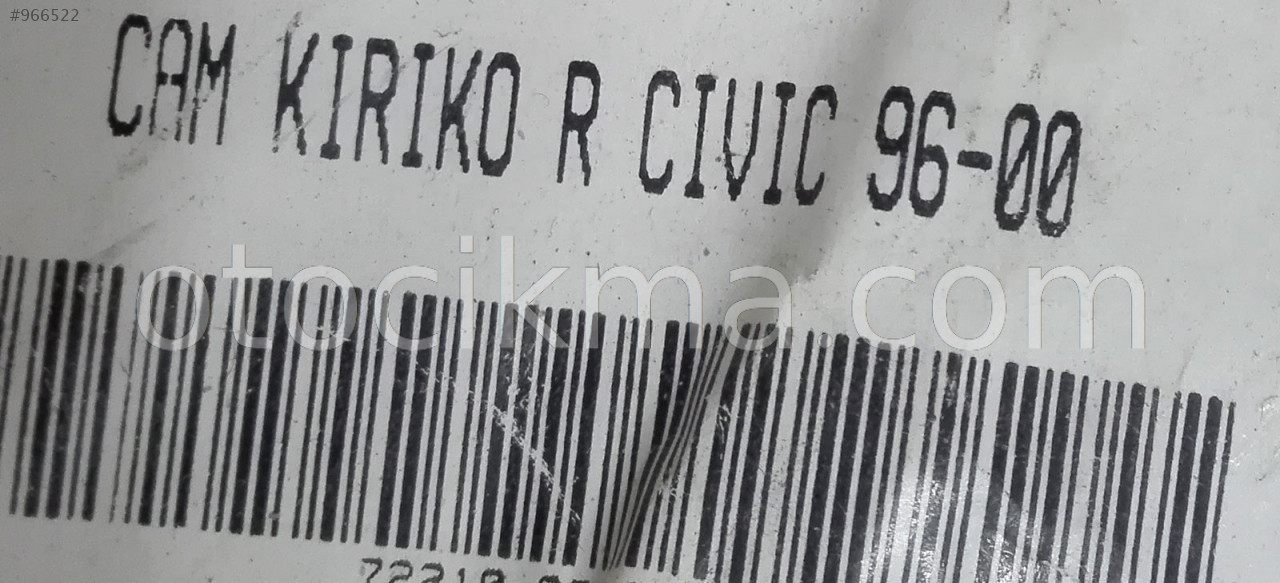 #966522
CAM KIRIKO R CIVIC 96-00
otocikma.com